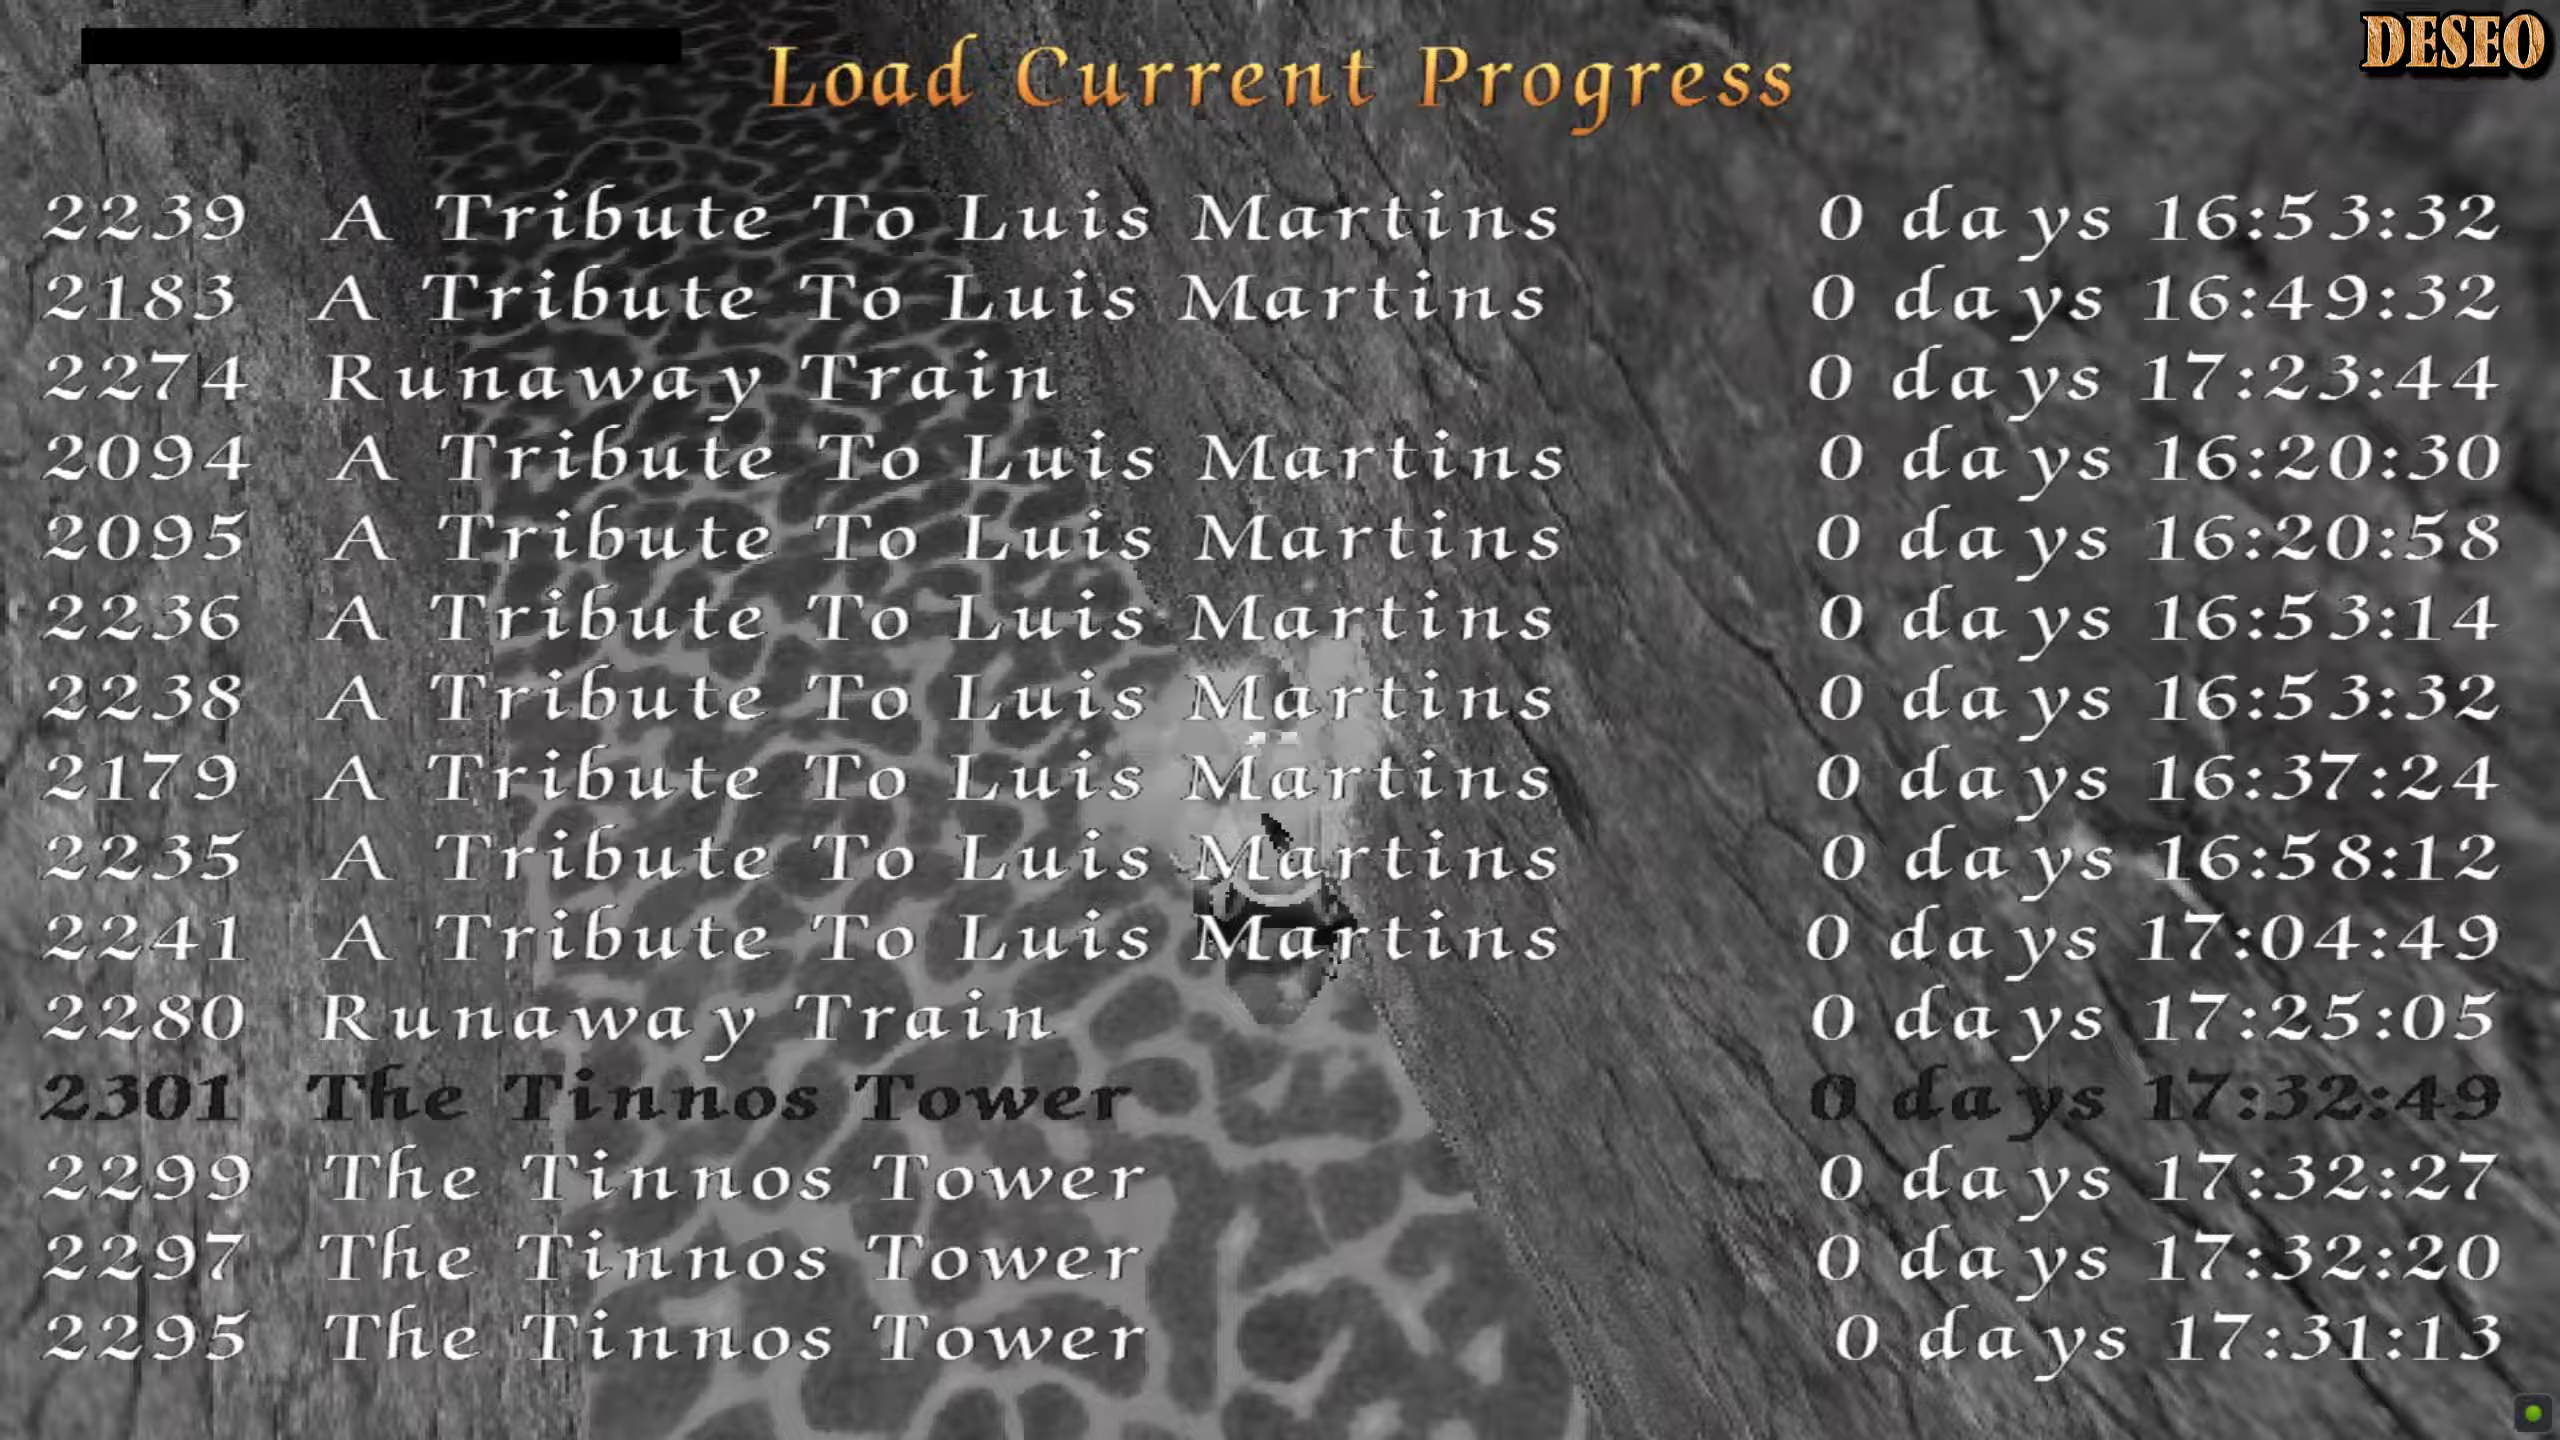 DESEO
Load Current Progress
2239 A Tribute To Luis Martins 0 days 16:53:32
2183 A Tribute To Luis Martins 0 days 16:49:32
2274 Runaway Train 0 days 17:23:44
2094 A Tribute To Luis Martins 0 days 16:20:30
2095 A Tribute To Luis Martins 0 days 16:20:58
2236 A Tribute To Luis Martins 0 days 16:53:14
2238 A Tribute To Luis Martins 0 days 16:53:32
2179 A Tribute To Luis Martins 0 days 16:37:24
2235 A Tribute To Luis Martins 0 days 16:58:12
2241 A Tribute To Luis Martins 0 days 17:04:49
2280 Runaway Train 0 days 17:25:05
2301 The Tinnos Tower 0 days 17:32:49
2299 The Tinnos Tower 0 days 17:32:27
2297 The Tinnos Tower 0 days 17:32:20
2295 The Tinnos Tower 0 days 17:31:13